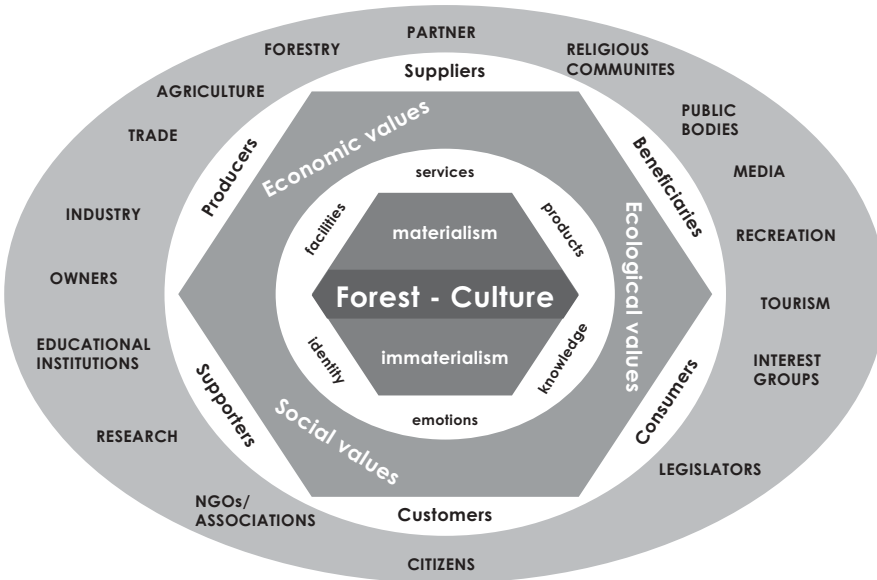 PARTNER
FORESTRY
RELIGIOUS
COMMUNITES
Suppliers
AGRICULTURE
PUBLIC
BODIES
TRADE
Economic values
Producers
Beneficiaries
services
MEDIA
INDUSTRY
facilities
products
materialism
RECREATION
OWNERS
Forest - Culture
Ecological values
TOURISM
EDUCATIONAL
INSTITUTIONS
identity
immaterialism
knowledge
INTEREST
GROUPS
Supporters
emotions
Consumers
Social values
RESEARCH
LEGISLATORS
NGOs/
ASSOCIATIONS
Customers
CITIZENS